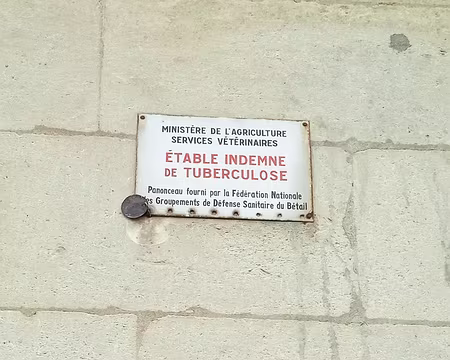 MINISTÈRE DE L'AGRICULTURE
SERVICES VÉTÉRINAIRES
ÉTABLE INDEMNE
DE TUBERCULOSE
Panonceau fourni par la Fédération Nationale
des Groupements de Défense Sanitaire du Bétail